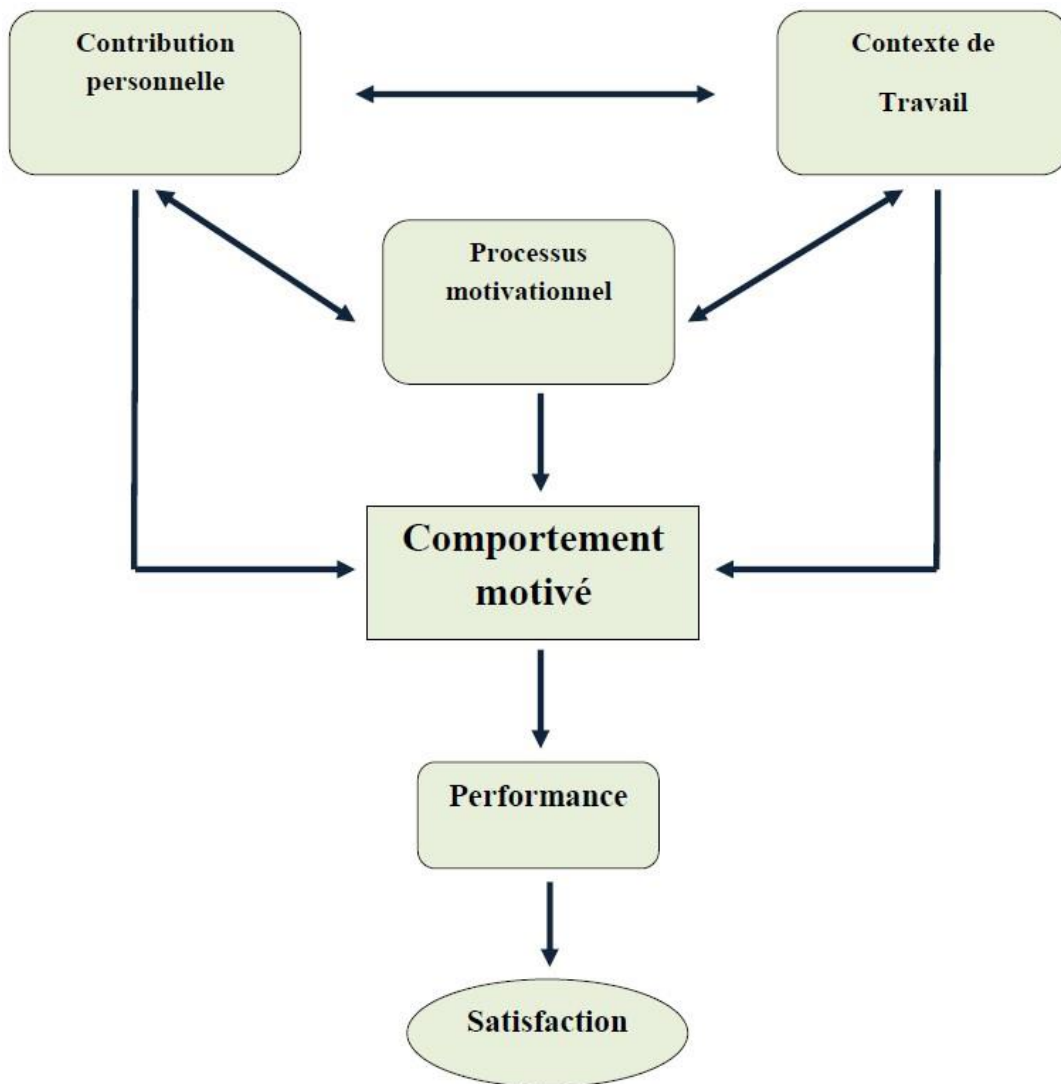 Contribution
personnelle
Contexte de
Travail
Processus
motivationnel
Comportement
motivé
Performance
Satisfaction